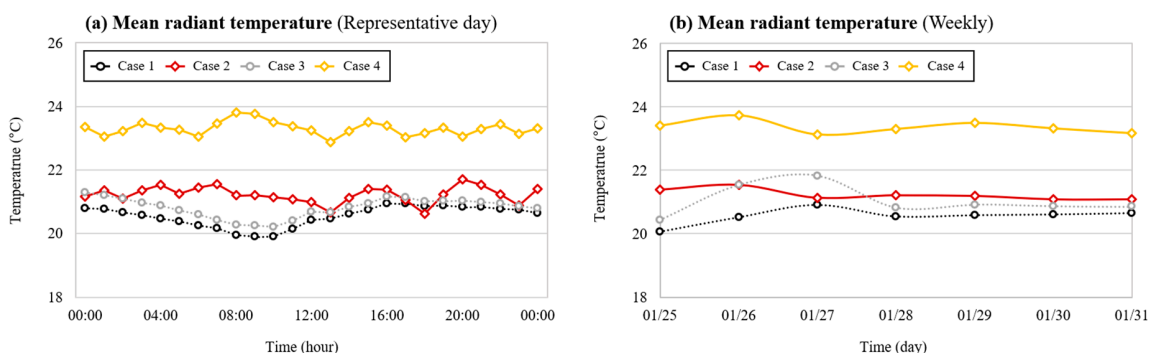 (a) Mean radiant temperature (Representative day)
26
24
22
20
18
Temperatrue (°C)
Case 1 Case 2 Case 3 Case 4
00:00 04:00 08:00 12:00 16:00 20:00 00:00
Time (hour)
(b) Mean radiant temperature (Weekly)
26
24
22
20
18
Temperatrue (°C)
Case 1 Case 2 Case 3 Case 4
01/25 01/26 01/27 01/28 01/29 01/30 01/31
Time (day)